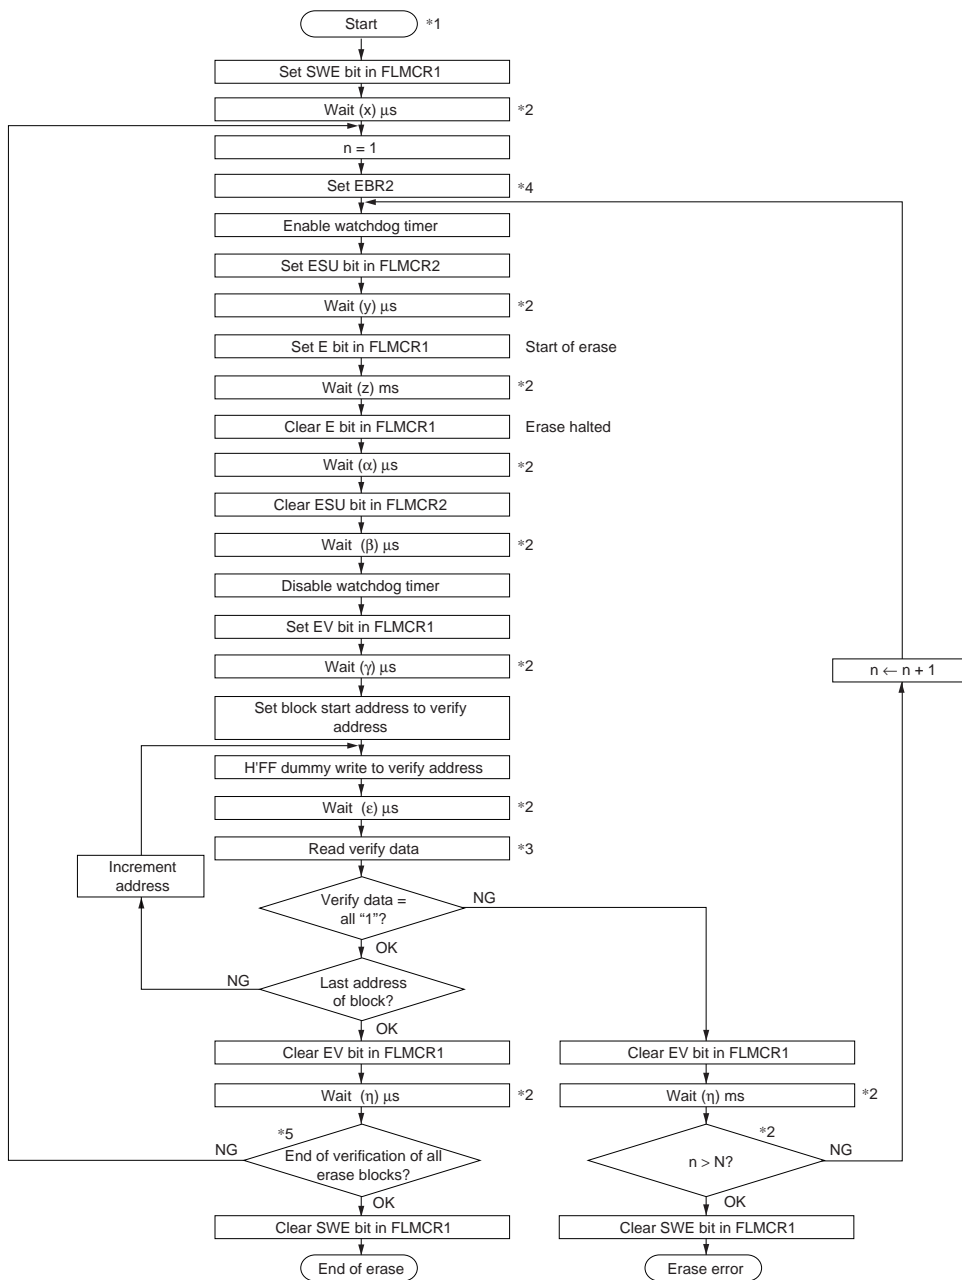 Start
*1
Set SWE bit in FLMCR1
Wait (x) μs
*2
n = 1
Set EBR2
*4
Enable watchdog timer
Set ESU bit in FLMCR2
Wait (y) μs
*2
Set E bit in FLMCR1
Start of erase
Wait (z) ms
*2
Clear E bit in FLMCR1
Erase halted
Wait (α) μs
*2
Clear ESU bit in FLMCR2
Wait (β) μs
*2
Disable watchdog timer
Set EV bit in FLMCR1
Wait (γ) μs
*2
n ← n + 1
Set block start address to verify
address
H'FF dummy write to verify address
Wait (ε) μs
*2
Read verify data
*3
Increment
address
Verify data =
all “1”?
NG
OK
NG
Last address
of block?
OK
Clear EV bit in FLMCR1
Clear EV bit in FLMCR1
Wait (η) μs
*2
Wait (η) ms
*2
*5
*2
NG
End of verification of all
erase blocks?
n > N?
NG
OK
OK
Clear SWE bit in FLMCR1
Clear SWE bit in FLMCR1
End of erase
Erase error